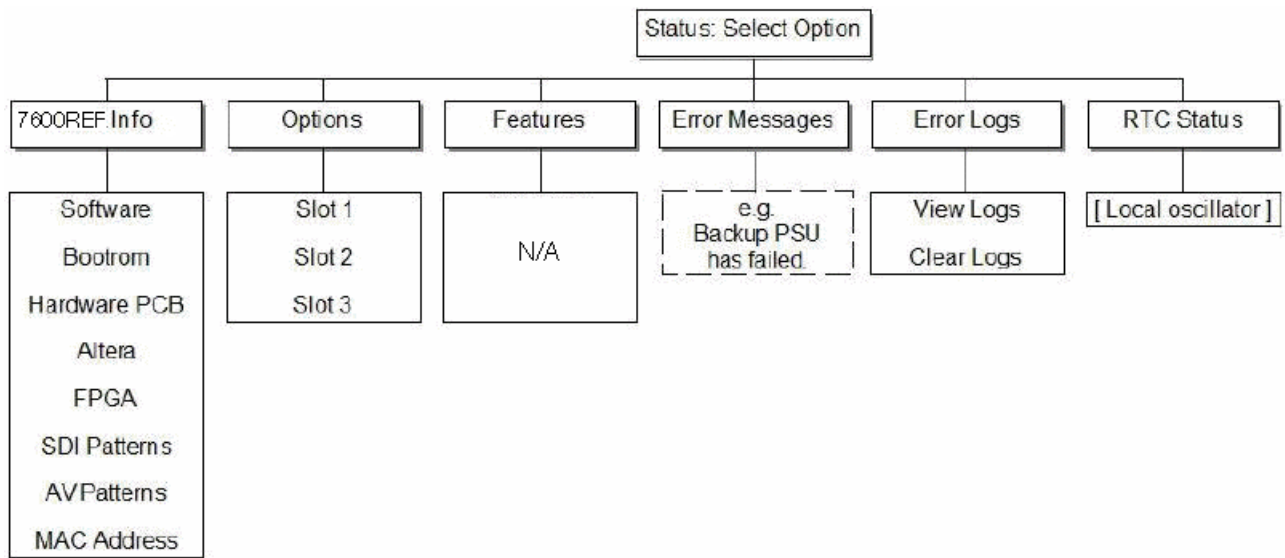 Status: Select Option
7600REF.Info
Options
Features
Error Messages
Error Logs
RTC Status
Software
Bootrom
Hardware PCB
Altera
FPGA
SDI Patterns
AV Patterns
MAC Address
Slot 1
Slot 2
Slot 3
N/A
e.g.
Backup PSU
has failed.
View Logs
Clear Logs
[ Local oscillator ]